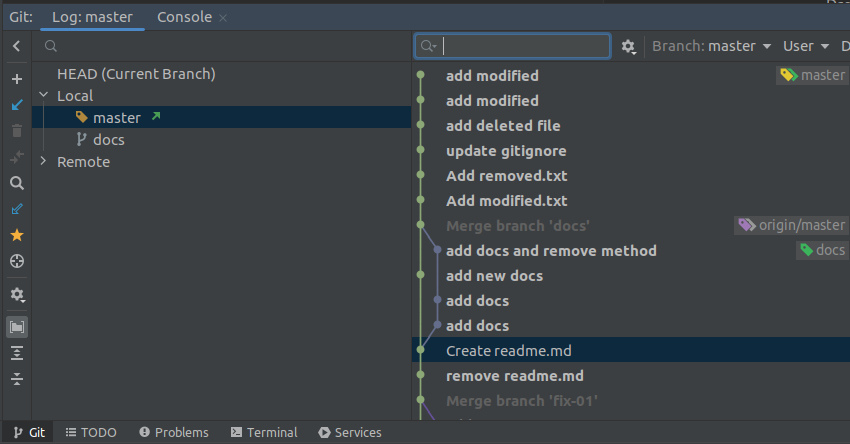 Git: Log: master Console
HEAD (Current Branch)
Local
master
docs
Remote
Branch: master User D
add modified master
add modified
add deleted file
update gitignore
Add removed.txt
Add modified.txt
Merge branch 'docs' origin/master
add docs and remove method docs
add new docs
add docs
add docs
Create readme.md
remove readme.md
Merge branch 'fix-01'
Git TODO Problems Terminal Services